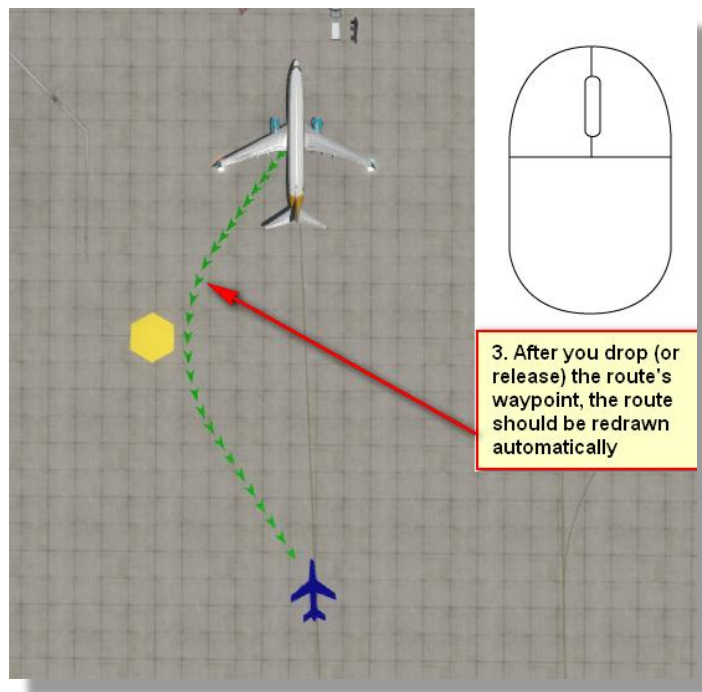 3. After you drop (or
release) the route's
waypoint, the route
should be redrawn
automatically